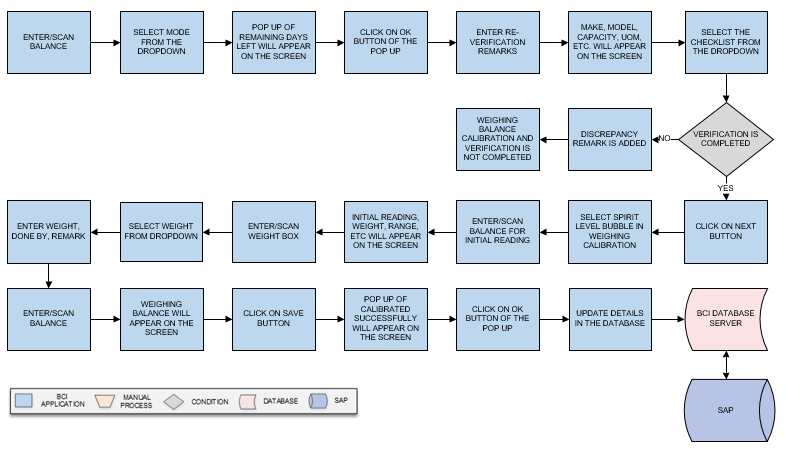 ENTER/SCAN
BALANCE
SELECT MODE
FROM THE
DROPDOWN
POP UP OF
REMAINING DAYS
LEFT WILL APPEAR
ON THE SCREEN
CLICK ON OK
BUTTON OF THE
POP UP
ENTER RE-
VERIFICATION
REMARKS
MAKE, MODEL,
CAPACITY, UOM,
ETC. WILL APPEAR
ON THE SCREEN
SELECT THE
CHECKLIST FROM
THE DROPDOWN
VERIFICATION IS
COMPLETED
NO
DISCREPANCY
REMARK IS ADDED
WEIGHING
BALANCE
CALIBRATION AND
VERIFICATION IS
NOT COMPLETED
YES
CLICK ON NEXT
BUTTON
SELECT SPIRIT
LEVEL BUBBLE IN
WEIGHING
CALIBRATION
ENTER/SCAN
BALANCE FOR
INITIAL READING
INITIAL READING,
WEIGHT, RANGE,
ETC WILL APPEAR
ON THE SCREEN
ENTER/SCAN
WEIGHT BOX
SELECT WEIGHT
FROM DROPDOWN
ENTER WEIGHT,
DONE BY, REMARK
ENTER/SCAN
BALANCE
WEIGHING
BALANCE WILL
APPEAR ON THE
SCREEN
CLICK ON SAVE
BUTTON
POP UP OF
CALIBRATED
SUCCESSFULLY
WILL APPEAR ON
THE SCREEN
CLICK ON OK
BUTTON OF THE
POP UP
UPDATE DETAILS
IN THE DATABASE
BCI DATABASE
SERVER
SAP
BCI
APPLICATION
MANUAL
PROCESS
CONDITION
DATABASE
SAP